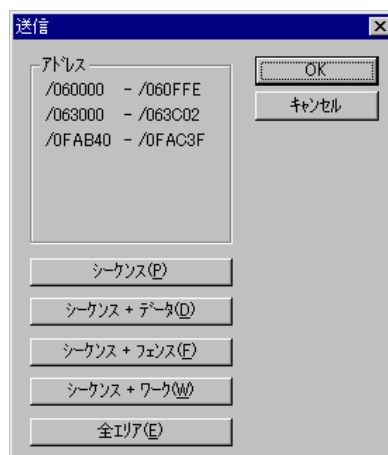 送信
アドレス
/060000 - /060FFE
/063000 - /063C02
/0FAB40 - /0FAC3F
OK
キャンセル
シーケンス(P)
シーケンス + データ(D)
シーケンス + フェンス(F)
シーケンス + ワーク(W)
全エリア(E)